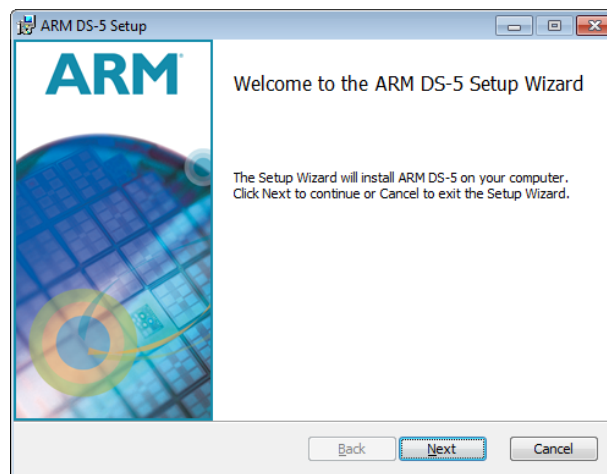 ARM DS-5 Setup
ARM
Welcome to the ARM DS-5 Setup Wizard
The Setup Wizard will install ARM DS-5 on your computer.
Click Next to continue or Cancel to exit the Setup Wizard.
Back
Next
Cancel